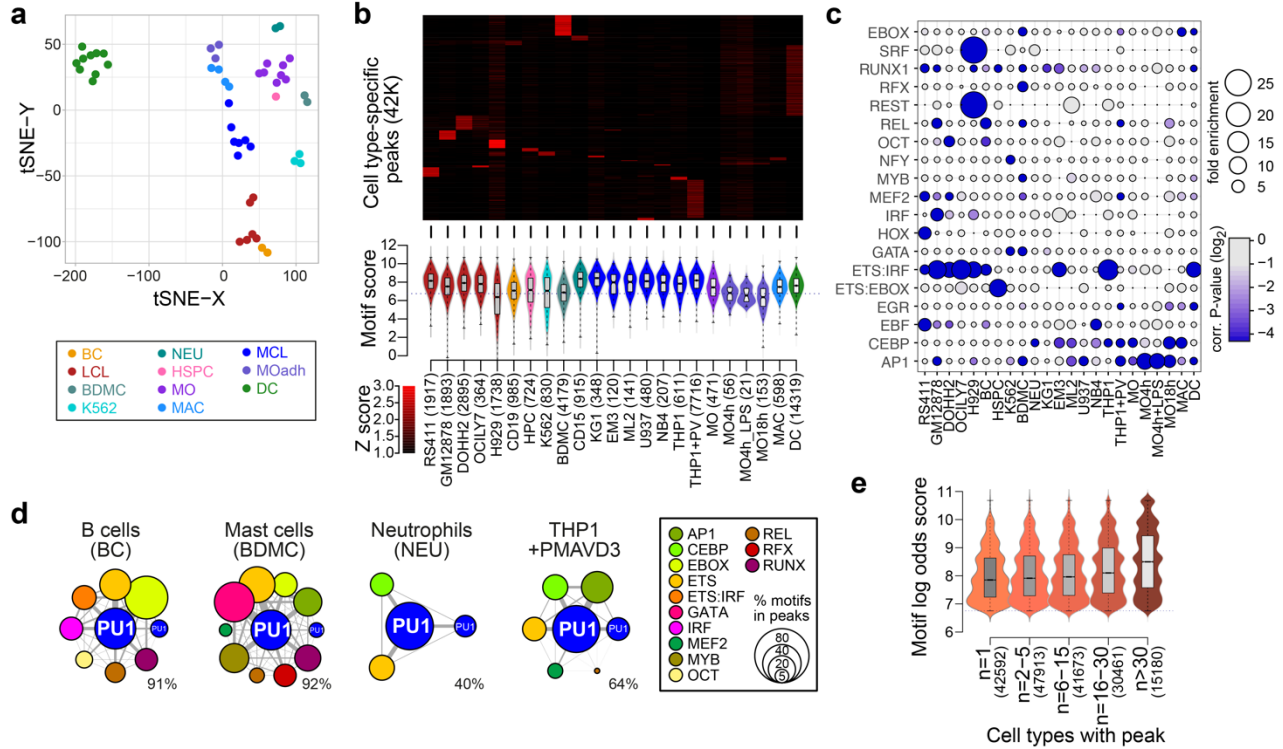 a
tSNE−Y
50
0
−50
−100
−200
−100
0
100
tSNE−X
BC
LCL
BDMC
K562
NEU
HSPC
MO
MAC
MCL
MOadh
DC
b
Cell type-specific
peaks (42K)
Motif score
12
10
8
6
4
2
0
Z score
3.0
2.5
2.0
1.5
1.0
RS411 (1917)
GM12878 (1893)
DOHH2 (2895)
OCILY7 (364)
H929 (1738)
CD19 (985)
HPC (724)
K562 (830)
BDMC (4179)
CD15 (915)
KG1 (348)
EM3 (120)
ML2 (141)
U937 (480)
NB4 (207)
THP1 (611)
THP1+PV (7716)
MO (471)
MO4h (56)
MO4h_LPS (21)
MO18h (153)
MAC (598)
DC (14319)
c
EBOX
SRF
RUNX1
RFX
REST
REL
OCT
NFY
MYB
MEF2
IRF
HOX
GATA
ETS:IRF
ETS:EBOX
EGR
EBF
CEBP
AP1
RS411
GM12878
DOHH2
OCILY7
H929
BC
HSPC
K562
BDMC
NEU
KG1
EM3
ML2
U937
NB4
THP1
THP1+PV
MO
MO4h
MO4h+LPS
MO18h
MAC
DC
fold enrichment
25
20
15
10
5
corr. P-value (log2)
0
−1
−2
−3
−4
d
B cells
(BC)
PU1
PU1
91%
Mast cells
(BDMC)
PU1
PU1
92%
Neutrophils
(NEU)
PU1
PU1
40%
THP1
+PMAVD3
PU1
PU1
64%
AP1
CEBP
EBOX
ETS
ETS:IRF
GATA
IRF
MEF2
MYB
OCT
REL
RFX
RUNX
% motifs
in peaks
80
40
20
5
e
Motif log odds score
11
10
9
8
7
6
n=1
(42592)
n=2−5
(47913)
n=6−15
(41673)
n=16−30
(30461)
n>30
(15180)
Cell types with peak